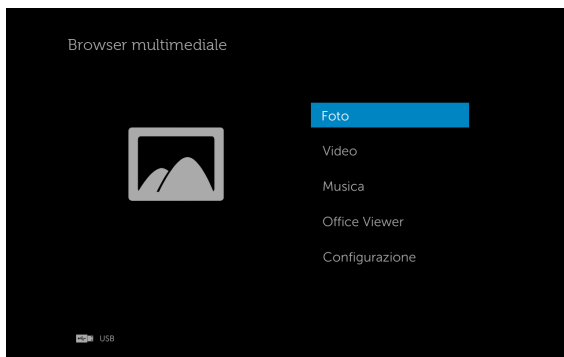 Browser multimediale
Foto
Video
Musica
Office Viewer
Configurazione
USB